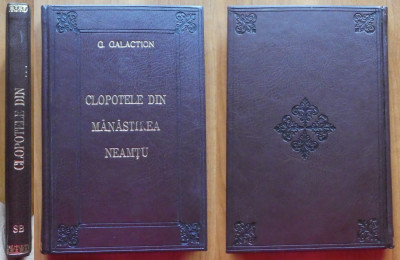 CLOPOTELE DIN ...
SB
G. GALACTION
CLOPOTELE DIN
MÂNĂSTIREA
NEAMȚU